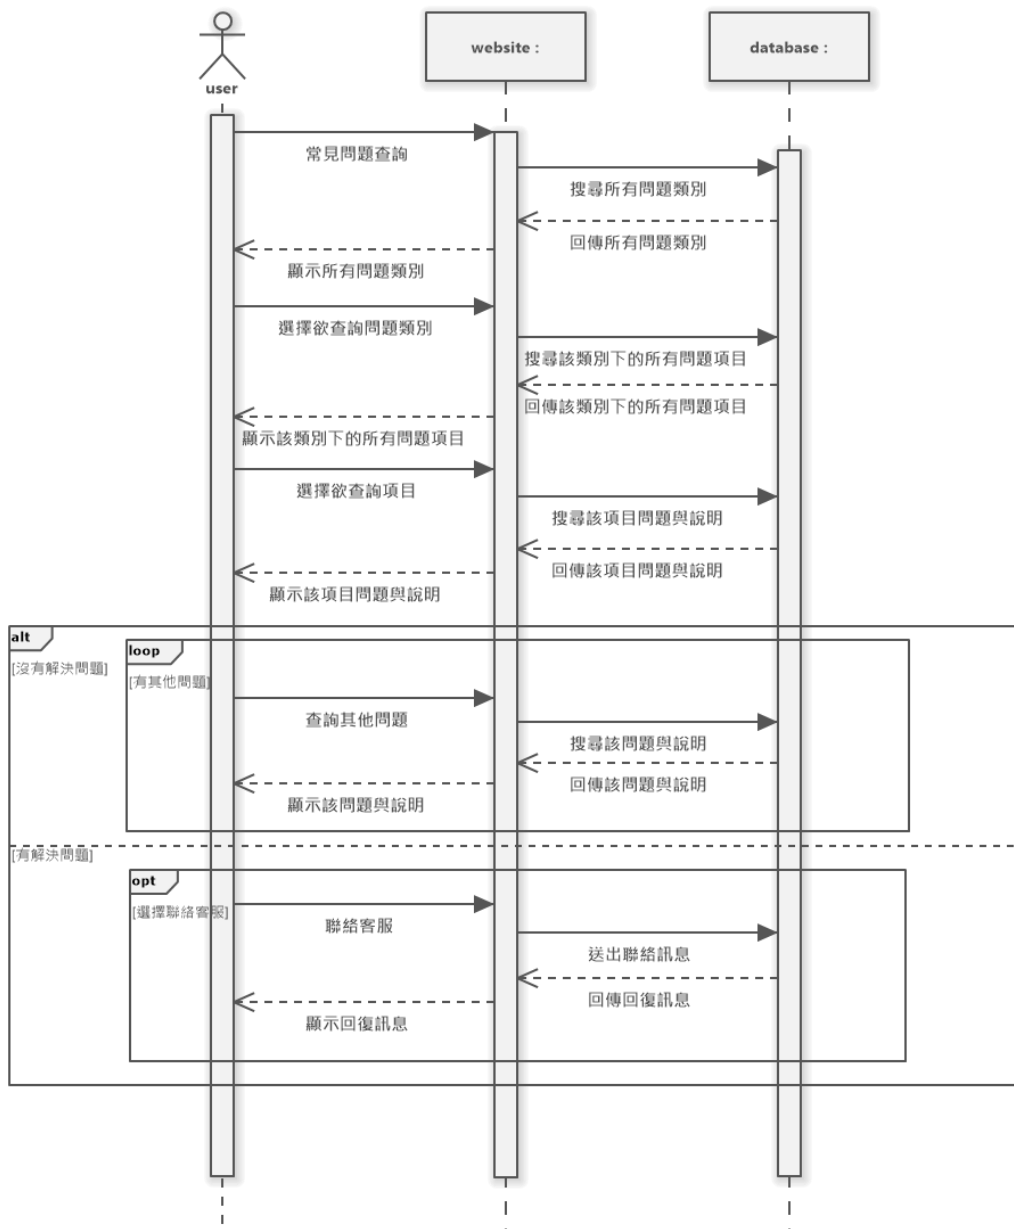 website :
database :
user
常見問題查詢
搜尋所有問題類別
回傳所有問題類別
顯示所有問題類別
選擇欲查詢問題類別
搜尋該類別下的所有問題項目
回傳該類別下的所有問題項目
顯示該類別下的所有問題項目
選擇欲查詢項目
搜尋該項目問題與說明
回傳該項目問題與說明
顯示該項目問題與說明
alt
[沒有解決問題]
loop
[有其他問題]
查詢其他問題
搜尋該問題與說明
回傳該問題與說明
顯示該問題與說明
[有解決問題]
opt
[選擇聯絡客服]
聯絡客服
送出聯絡訊息
回傳回復訊息
顯示回復訊息